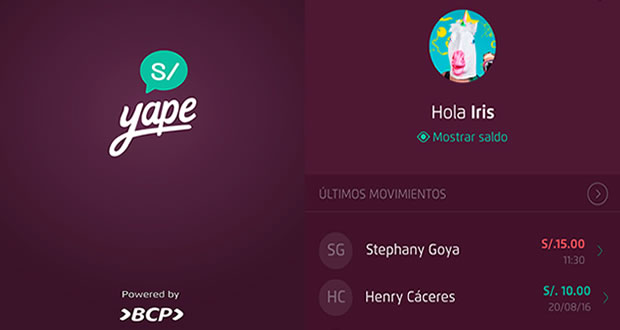 S/
yape
Powered by
>BCP>
Hola Iris
Mostrar saldo
ÚLTIMOS MOVIMIENTOS
SG
Stephany Goya
S/.15.00
11:30
HC
Henry Cáceres
S/. 10.00
20/08/16